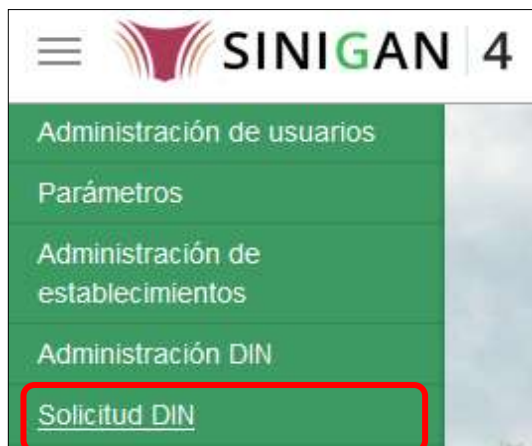 SINIGAN 4
Administración de usuarios
Parámetros
Administración de
establecimientos
Administración DIN
Solicitud DIN